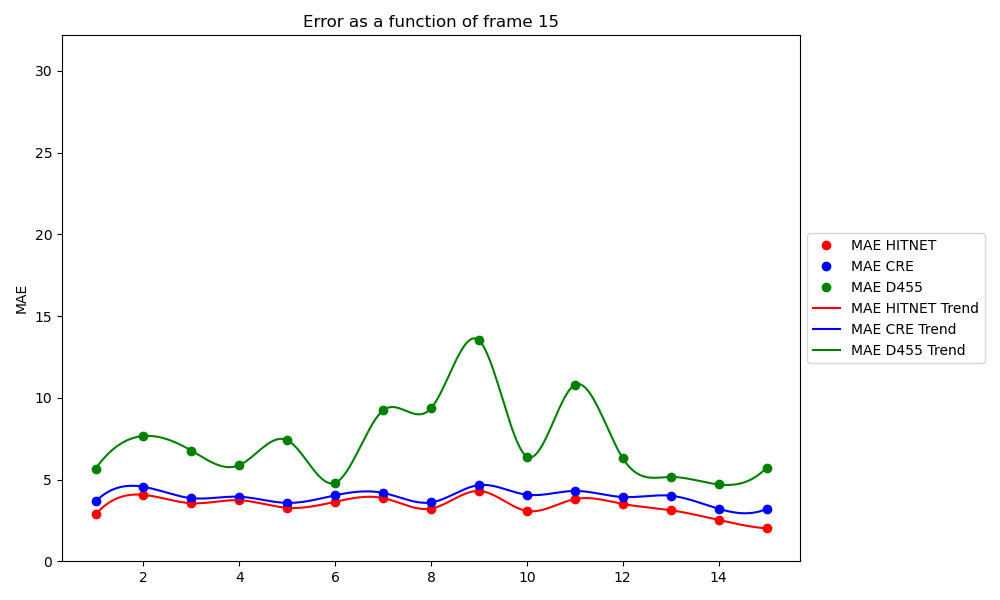 Error as a function of frame 15
MAE
30
25
20
15
10
5
0
2 4 6 8 10 12 14
MAE HITNET
MAE CRE
MAE D455
MAE HITNET Trend
MAE CRE Trend
MAE D455 Trend